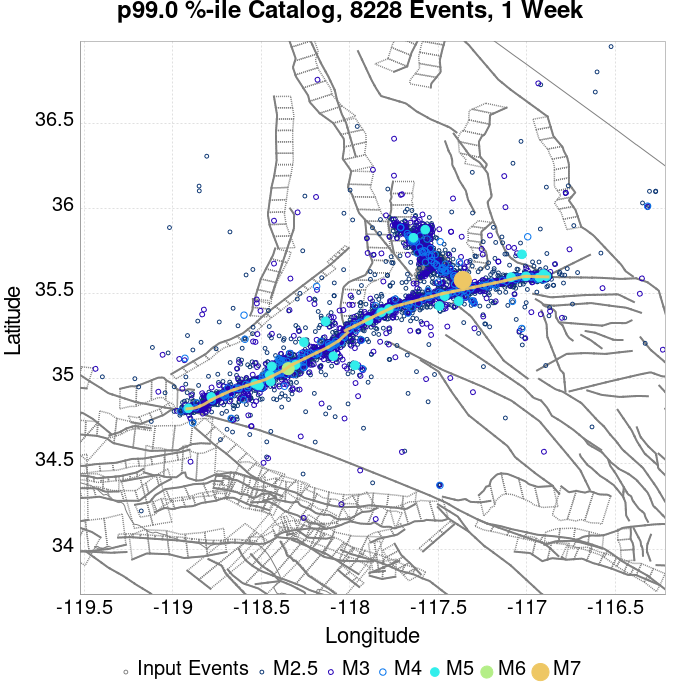 p99.0 %-ile Catalog, 8228 Events, 1 Week
Latitude
36.5
36
35.5
35
34.5
34
-119.5 -119 -118.5 -118 -117.5 -117 -116.5
Longitude
Input Events M2.5 M3 M4 M5 M6 M7